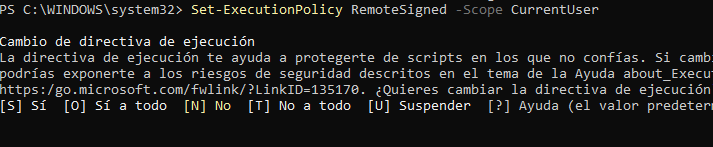 PS C:\WINDOWS\system32> Set-ExecutionPolicy RemoteSigned -Scope CurrentUser
Cambio de directiva de ejecución
La directiva de ejecución te ayuda a protegerte de scripts en los que no confías. Si cambi
podrías exponerte a los riesgos de seguridad descritos en el tema de la Ayuda about_Execu
https:/go.microsoft.com/fwlink/?LinkID=135170. ¿Quieres cambiar la directiva de ejecución
[S] Sí  [O] Sí a todo  [N] No  [T] No a todo  [U] Suspender  [?] Ayuda (el valor predeter